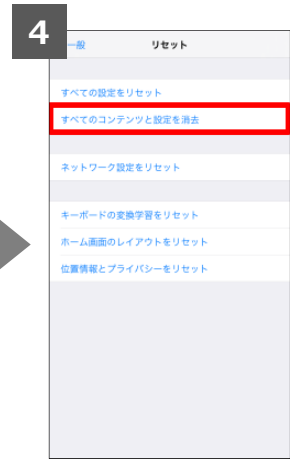 4
一般
リセット
すべての設定をリセット
すべてのコンテンツと設定を消去
ネットワーク設定をリセット
キーボードの変換学習をリセット
ホーム画面のレイアウトをリセット
位置情報とプライバシーをリセット